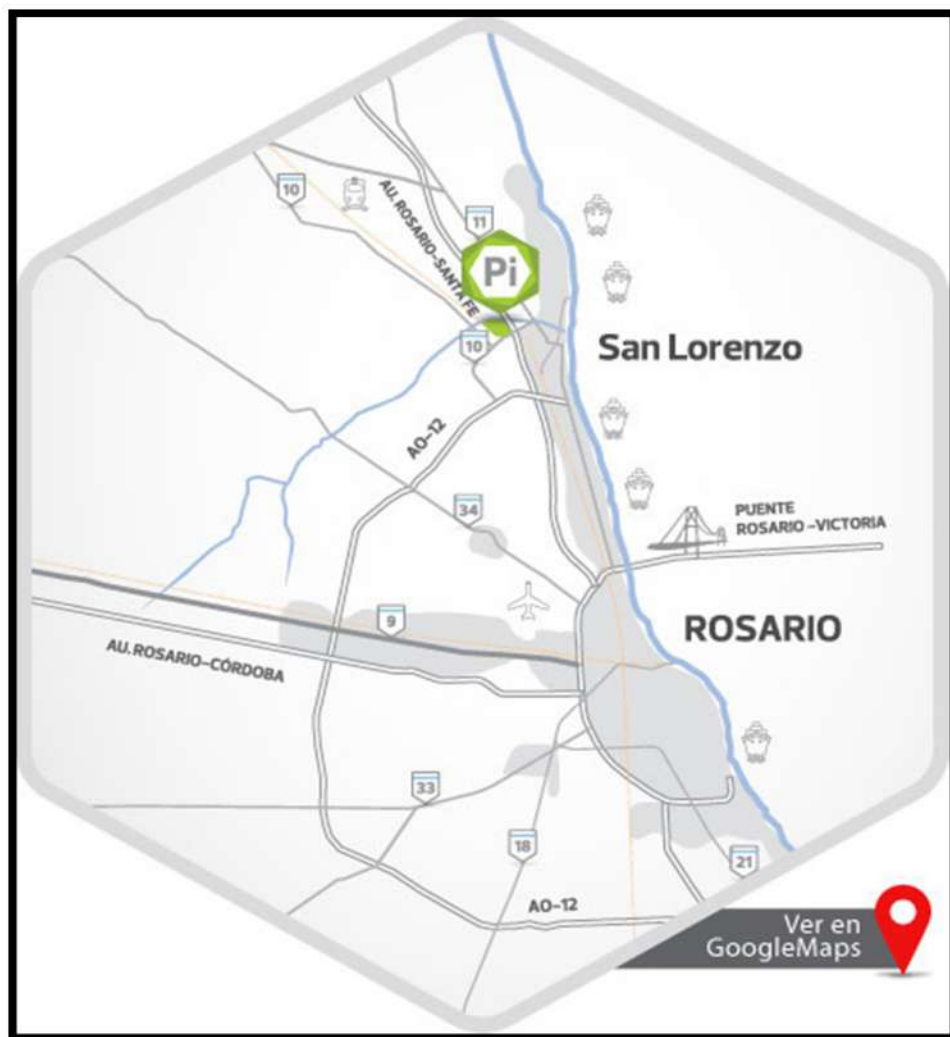 10
AU. ROSARIO-SANTA FE
11
Pi
10
San Lorenzo
AO-12
34
PUENTE
ROSARIO -VICTORIA
9
ROSARIO
AU. ROSARIO-CÓRDOBA
33
18
21
AO-12
Ver en
GoogleMaps